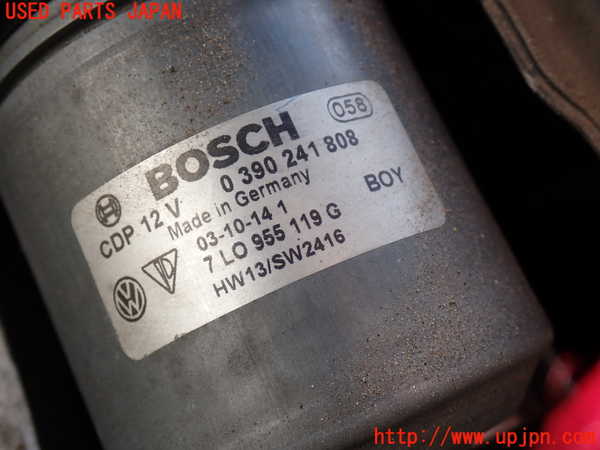 USED PARTS JAPAN
BOSCH 058
CDP 12 V 0 390 241 808
Made in Germany BOY
03-10-14 1
7 L0 955 119 G
HW13/SW2416
http://www.upjpn.com